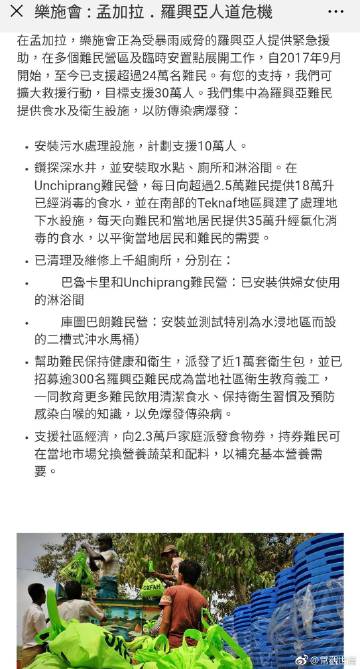 樂施會 : 孟加拉．羅興亞人道危機
在孟加拉，樂施會正為受暴雨威脅的羅興亞人提供緊急援
助，在多個難民營區及臨時安置點展開工作，自2017年9月
開始，至今已支援超過24萬名難民。有您的支持，我們可
擴大救援行動，目標支援30萬人。我們集中為羅興亞難民
提供食水及衛生設施，以防傳染病爆發：
• 安裝污水處理設施，計劃支援10萬人。
• 鑽探深水井，並安裝取水點、廁所和淋浴間。在
Unchiprang難民營，每日向超過2.5萬難民提供18萬升
已經消毒的食水，並在南部的Teknaf地區興建了處理地
下水設施，每天向難民和當地居民提供35萬升經氯化消
毒的食水，以平衡當地居民和難民的需要。
• 已清理及維修上千組廁所，分別在：
• 巴魯卡里和Unchiprang難民營：已安裝供婦女使用
的淋浴間
• 庫圖巴朗難民營：安裝並測試特別為水浸地區而設
的二槽式沖水馬桶）
• 幫助難民保持健康和衛生，派發了近1萬套衛生包，並已
招募逾300名羅興亞難民成為當地社區衛生教育義工，
一同教育更多難民飲用清潔食水、保持衛生習慣及預防
感染白喉的知識，以免爆發傳染病。
• 支援社區經濟，向2.3萬戶家庭派發食物券，持券難民可
在當地市場兌換營養蔬菜和配料，以補充基本營養需
要。
OXFAM